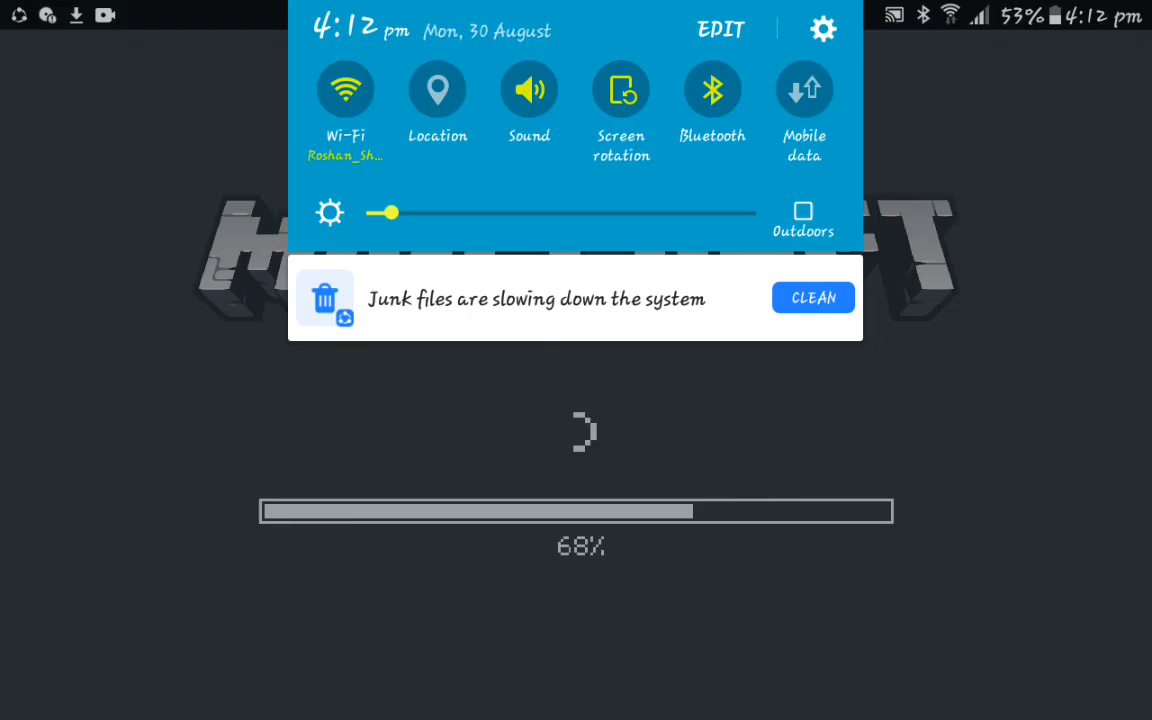 53% 4:12 pm
4:12 pm Mon, 30 August EDIT
Wi-Fi Location Sound Screen rotation Bluetooth Mobile data
Roshan_Sh...
Outdoors
Junk files are slowing down the system CLEAN
68%